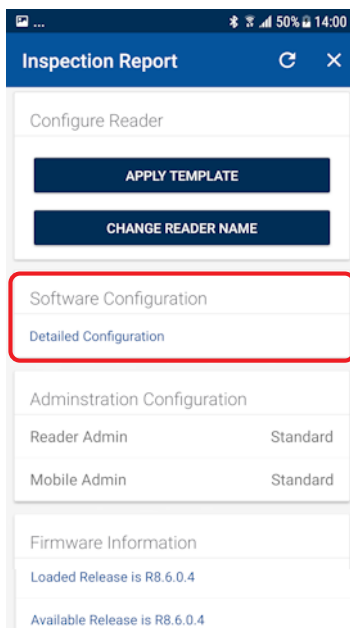 ... 50% 14:00
Inspection Report
Configure Reader
APPLY TEMPLATE
CHANGE READER NAME
Software Configuration
Detailed Configuration
Adminstration Configuration
Reader Admin Standard
Mobile Admin Standard
Firmware Information
Loaded Release is R8.6.0.4
Available Release is R8.6.0.4